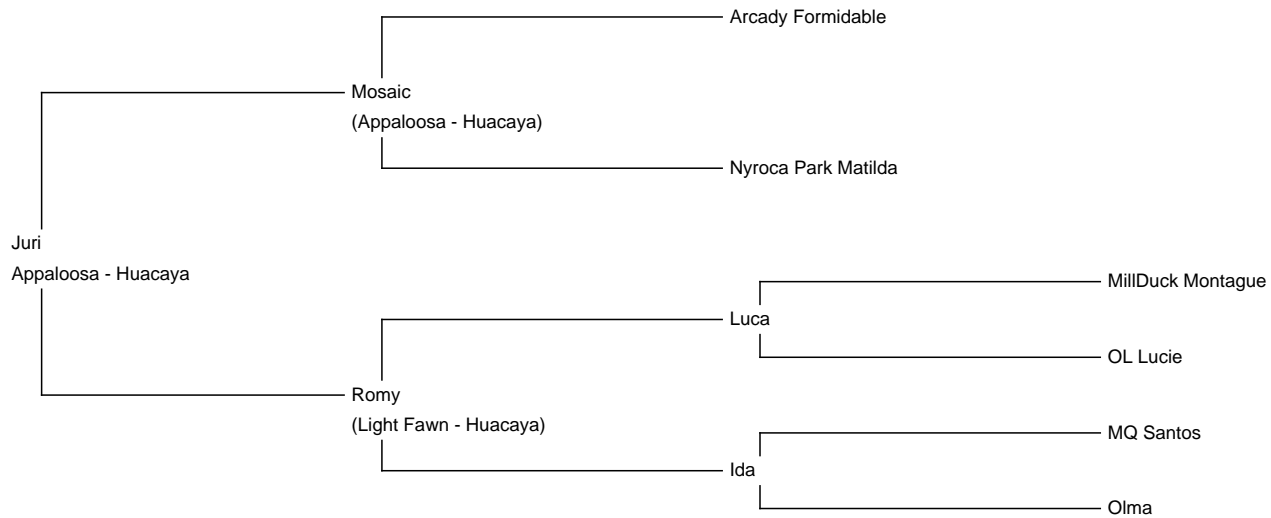 Arcady Formidable
Mosaic
(Appaloosa - Huacaya)
Nyroca Park Matilda
Juri
Appaloosa - Huacaya
MillDuck Montague
Luca
OL Lucie
Romy
(Light Fawn - Huacaya)
MQ Santos
Ida
Olma